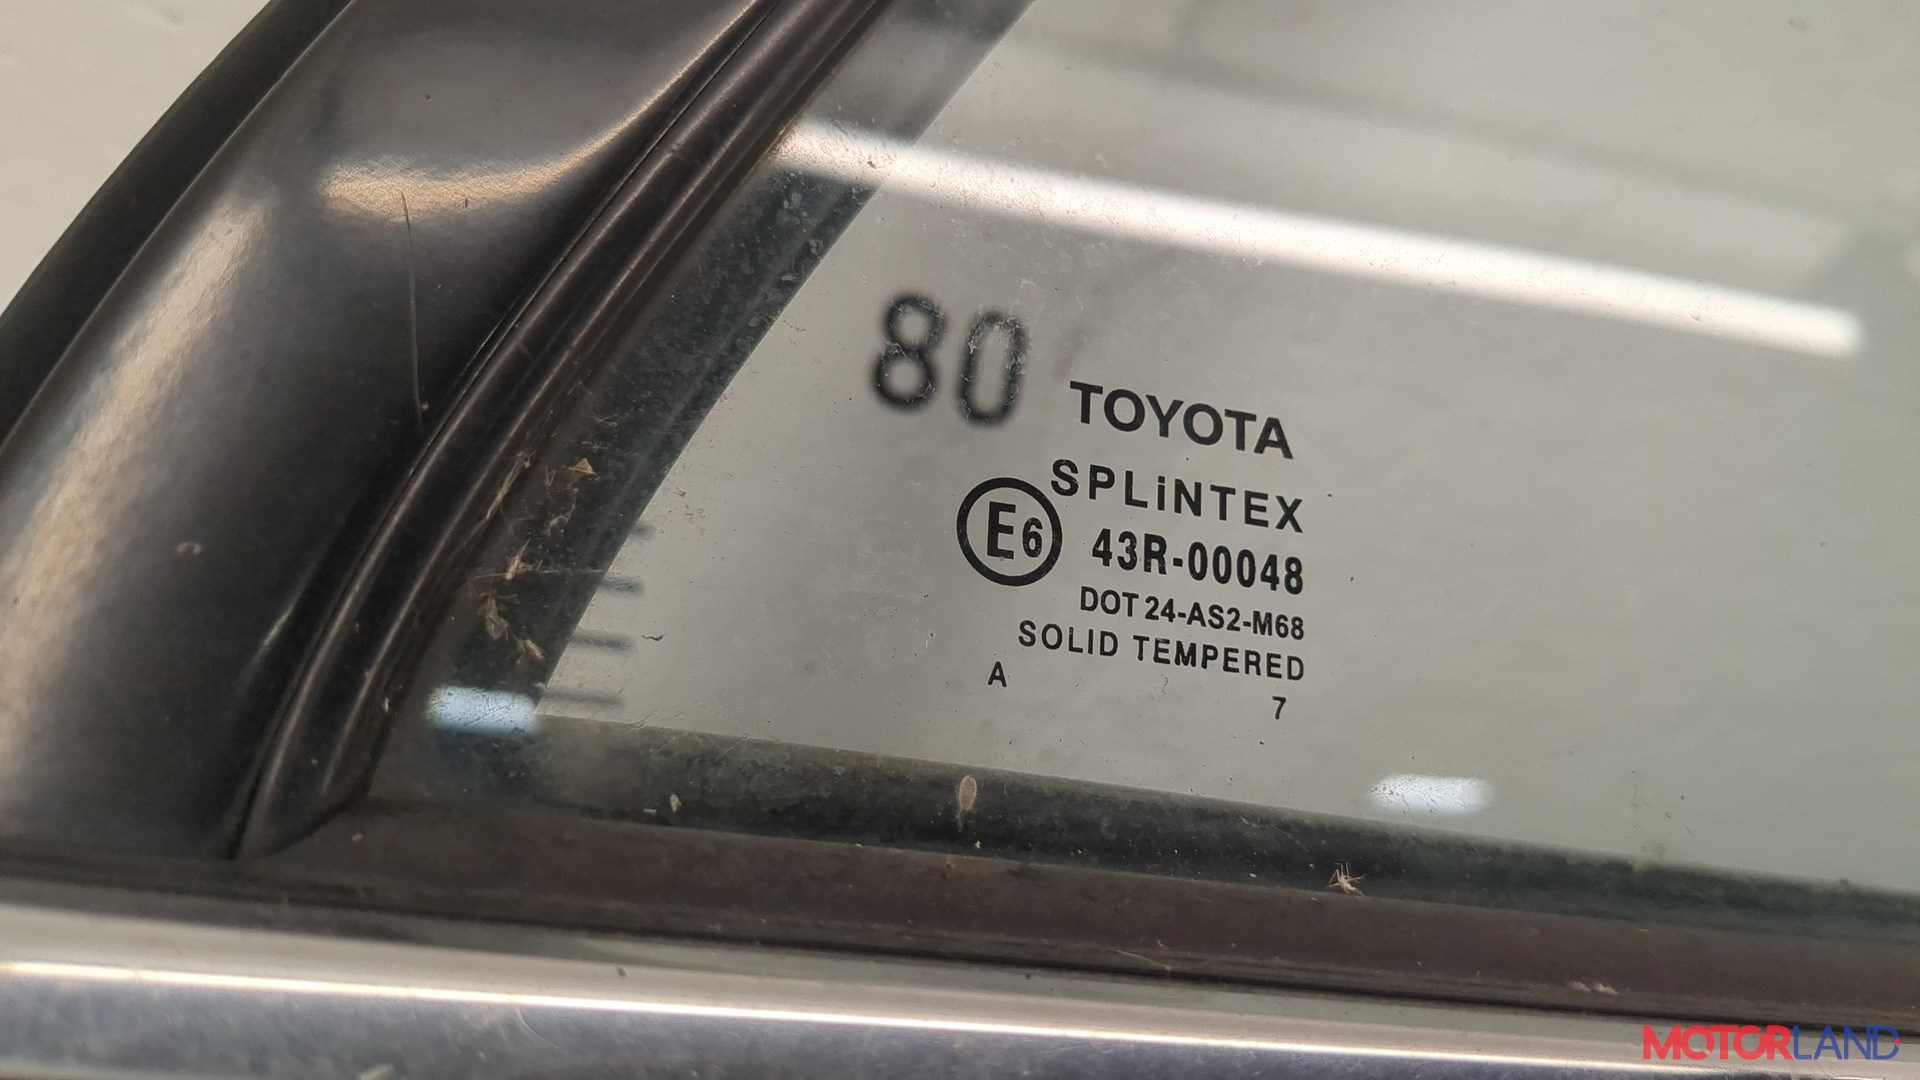 80
TOYOTA
SPLiNTEX
E6 43R-00048
DOT 24-AS2-M68
SOLID TEMPERED
A 7
MOTORLAND